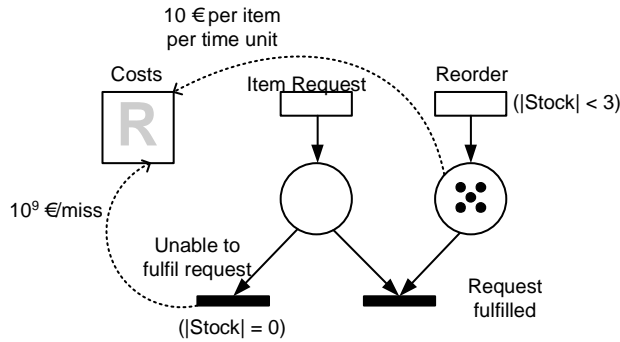 10 € per item
per time unit
Costs
Item Request
Reorder
R
(|Stock| < 3)
10⁹ €/miss
Unable to
fulfil request
Request
fulfilled
(|Stock| = 0)